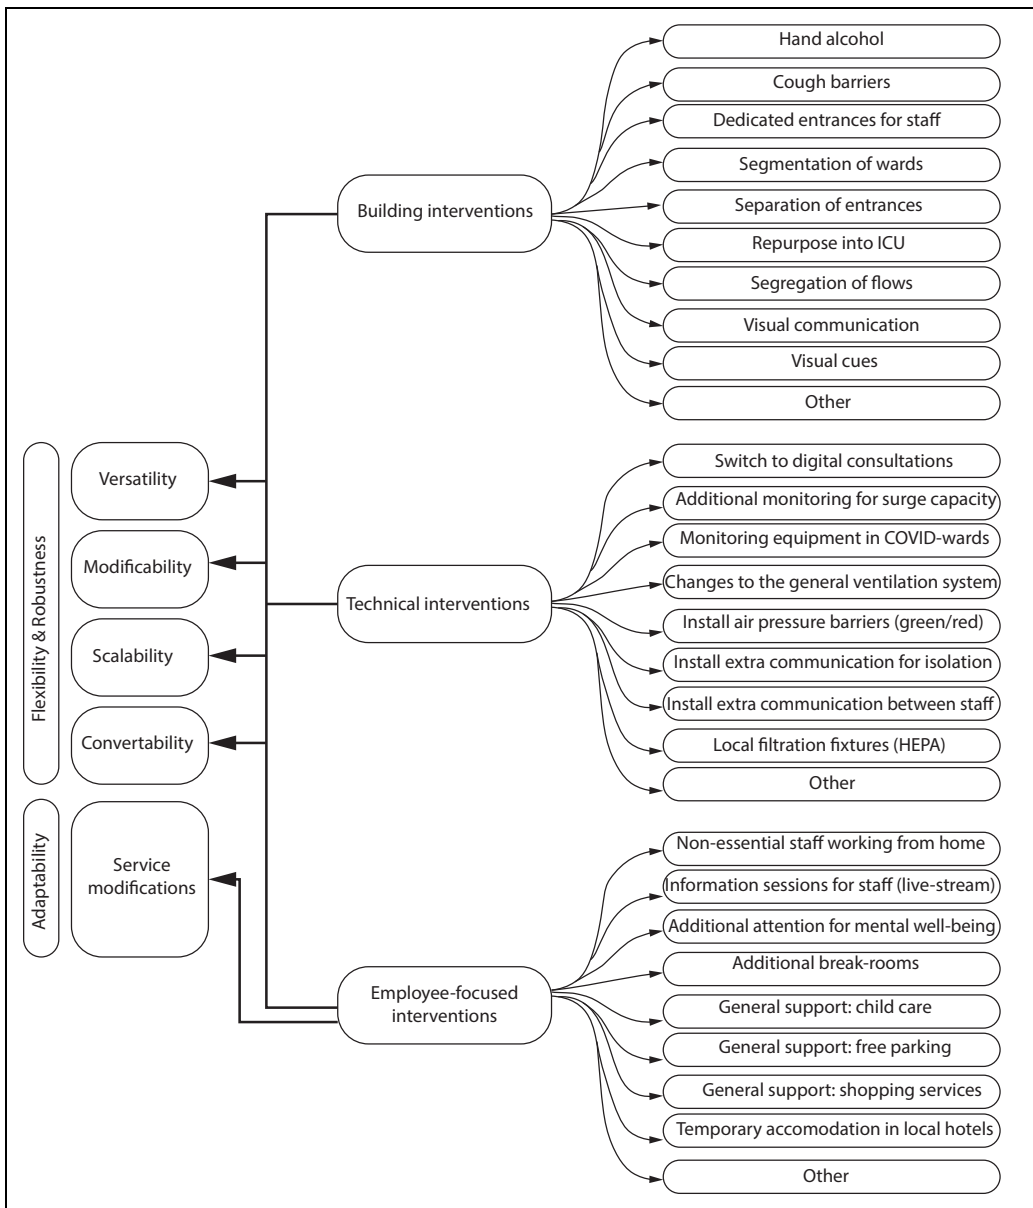 Hand alcohol
Cough barriers
Dedicated entrances for staff
Segmentation of wards
Building interventions
Separation of entrances
Repurpose into ICU
Segregation of flows
Visual communication
Visual cues
Other
Flexibility & Robustness
Versatility
Modificability
Scalability
Convertability
Technical interventions
Switch to digital consultations
Additional monitoring for surge capacity
Monitoring equipment in COVID-wards
Changes to the general ventilation system
Install air pressure barriers (green/red)
Install extra communication for isolation
Install extra communication between staff
Local filtration fixtures (HEPA)
Other
Adaptability
Service
modifications
Employee-focused
interventions
Non-essential staff working from home
Information sessions for staff (live-stream)
Additional attention for mental well-being
Additional break-rooms
General support: child care
General support: free parking
General support: shopping services
Temporary accomodation in local hotels
Other